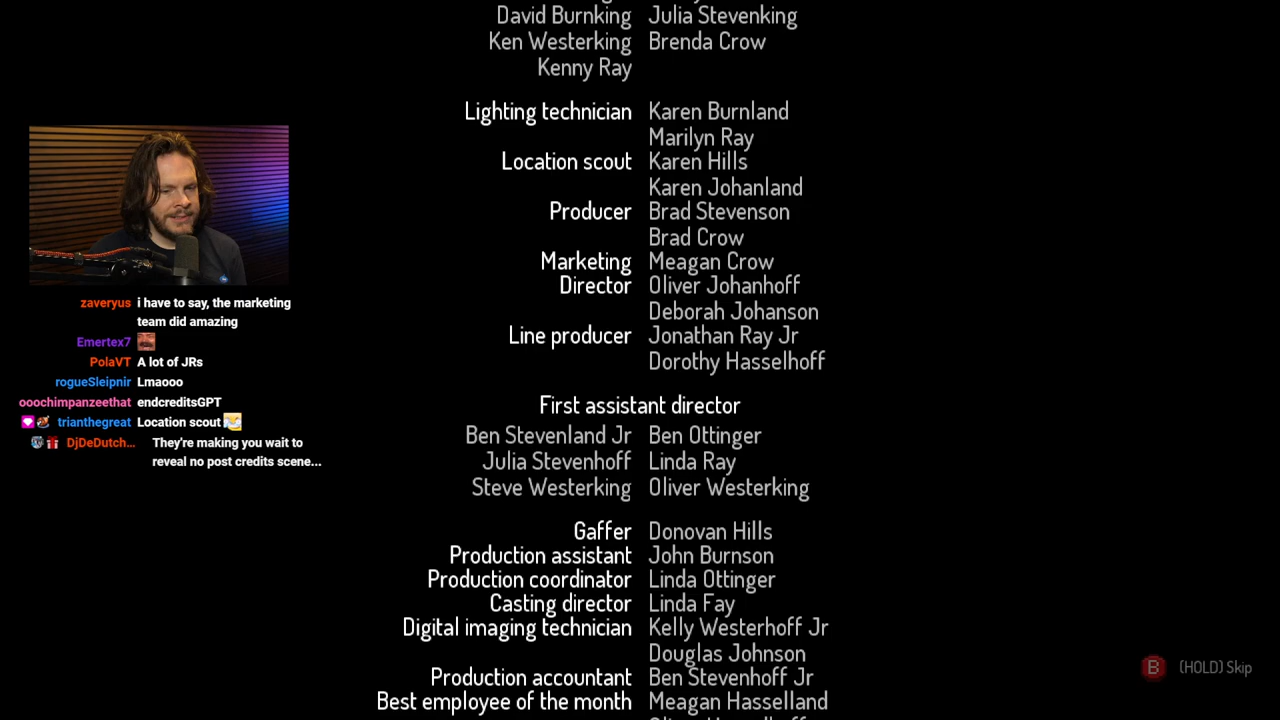 David Burnking Julia Stevenking
Ken Westerking Brenda Crow
Kenny Ray
Lighting technician Karen Burnland
Marilyn Ray
Location scout Karen Hills
Karen Johanland
Producer Brad Stevenson
Brad Crow
Marketing Meagan Crow
Director Oliver Johanhoff
Deborah Johanson
Line producer Jonathan Ray Jr
Dorothy Hasselhoff
First assistant director
Ben Stevenland Jr Ben Ottinger
Julia Stevenhoff Linda Ray
Steve Westerking Oliver Westerking
Gaffer Donovan Hills
Production assistant John Burnson
Production coordinator Linda Ottinger
Casting director Linda Fay
Digital imaging technician Kelly Westerhoff Jr
Douglas Johnson
Production accountant Ben Stevenhoff Jr
Best employee of the month Meagan Hasselland
zaveryus i have to say, the marketing
team did amazing
Emertex7
PolaVT A lot of JRs
rogueSleipnir Lmaooo
ooochimpanzeethat endcreditsGPT
trianthegreat Location scout
DjDeDutch... They're making you wait to
reveal no post credits scene...
B [HOLD] Skip